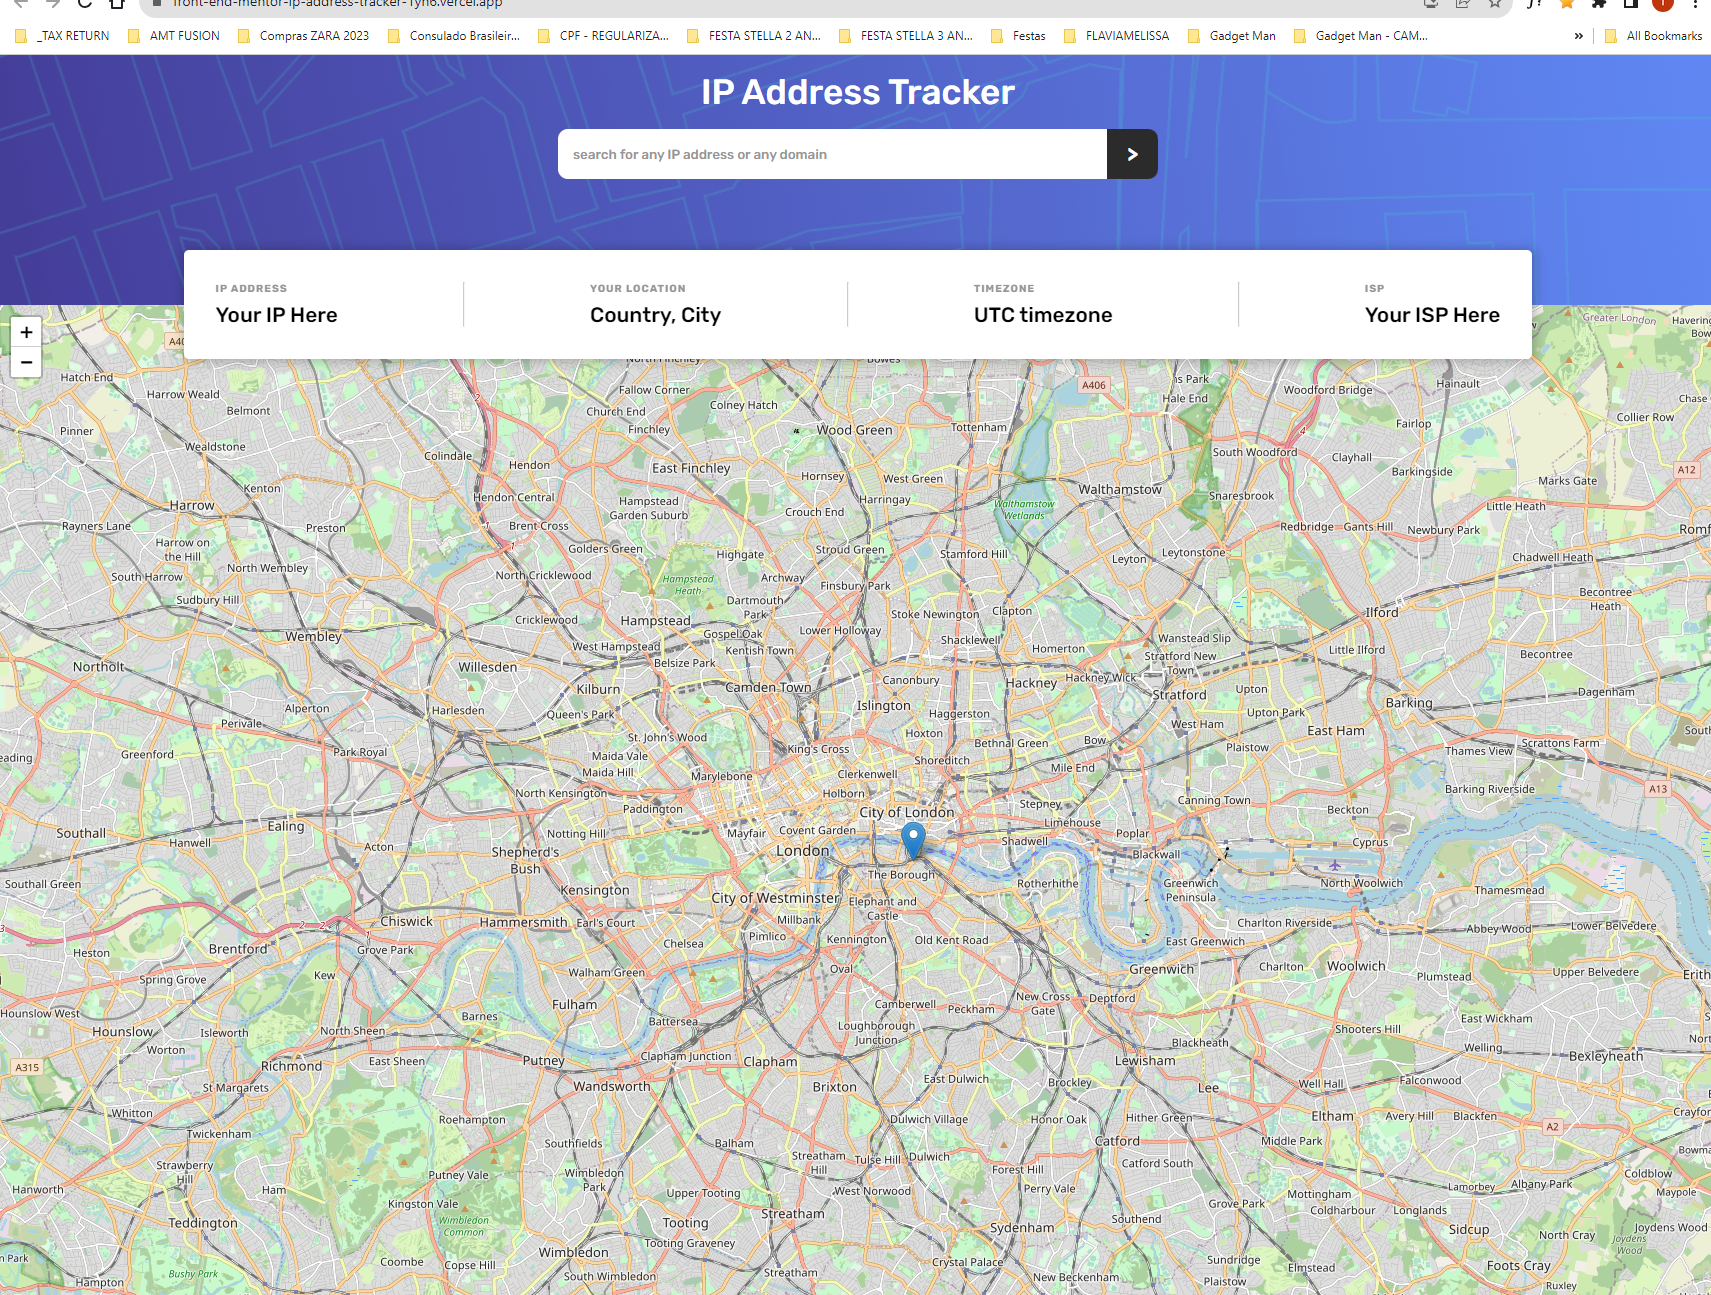 front-end-mentor-ip-address-tracker-1yh6.vercel.app
_TAX RETURN AMT FUSION Compras ZARA 2023 Consulado Brasileir... CPF - REGULARIZA... FESTA STELLA 2 AN... FESTA STELLA 3 AN... Festas FLAVIAMELISSA Gadget Man Gadget Man - CAM... » All Bookmarks
IP Address Tracker
search for any IP address or any domain >
IP ADDRESS YOUR LOCATION TIMEZONE ISP
Your IP Here Country, City UTC timezone Your ISP Here
+
−
Greater London
Hatch End
Harrow Weald
Belmont
Pinner
Wealdstone
Kenton
Harrow
Rayners Lane
Preston
Harrow on
the Hill
North Wembley
South Harrow
Sudbury Hill
Wembley
Northolt
Alperton
Perivale
Greenford
Park Royal
Colindale
Hendon
Hendon Central
Brent Cross
Golders Green
North Cricklewood
Cricklewood
West Hampstead
Willesden
Kilburn
Harlesden
Queen's Park
Fallow Corner
Church End
Finchley
Colney Hatch
Wood Green
East Finchley
Hornsey
Hampstead
Garden Suburb
Crouch End
Highgate
Hampstead
Heath
Archway
Dartmouth
Park
Hampstead
Gospel Oak
Kentish Town
Belsize Park
Camden Town
Tottenham
West Green
Harringay
Stroud Green
Stamford Hill
Finsbury Park
Stoke Newington
Lower Holloway
Shacklewell
Clapton
Canonbury
Islington
Haggerston
Hoxton
Hackney
Homerton
Hackney Wick
A406
Hale End
Walthamstow
Walthamstow
Wetlands
Leyton
Leytonstone
Snaresbrook
South Woodford
Woodford Bridge
Hainault
Fairlop
Clayhall
Barkingside
Collier Row
A12
Marks Gate
Little Heath
Redbridge
Gants Hill
Newbury Park
Chadwell Heath
Becontree
Heath
Ilford
Wanstead Slip
Stratford New
Town
Stratford
Little Ilford
Becontree
Dagenham
Upton
Upton Park
Barking
West Ham
East Ham
Plaistow
Thames View
Scrattons Farm
Barking Riverside
A13
St. John's Wood
Maida Vale
Maida Hill
King's Cross
Marylebone
Clerkenwell
Shoreditch
Bethnal Green
Bow
Mile End
North Kensington
Paddington
Holborn
City of London
Stepney
Canning Town
Beckton
Southall
Hanwell
Ealing
Acton
Notting Hill
Mayfair
Covent Garden
London
Shadwell
Limehouse
Poplar
Blackwall
Cyprus
Shepherd's
Bush
Southall Green
Kensington
The Borough
Rotherhithe
Greenwich
Peninsula
North Woolwich
Thamesmead
City of Westminster
Elephant and
Castle
Chiswick
Hammersmith
Earl's Court
Millbank
Pimlico
Kennington
Old Kent Road
Charlton Riverside
Abbey Wood
Lower Belvedere
Heston
Brentford
Grove Park
Chelsea
East Greenwich
Greenwich
Charlton
Woolwich
Plumstead
Upper Belvedere
Erith
Spring Grove
Kew
Walham Green
Oval
Hounslow West
Hounslow
Isleworth
North Sheen
Barnes
Fulham
Battersea
Camberwell
Peckham
New Cross
Gate
Deptford
Loughborough
Junction
East Wickham
Shooters Hill
Worton
Richmond
East Sheen
Putney
Clapham Junction
Clapham
Blackheath
Welling
Bexleyheath
A315
St Margarets
Wandsworth
Brixton
East Dulwich
Brockley
Lewisham
Lee
Well Hall
Falconwood
Whitton
Twickenham
Roehampton
Dulwich Village
Honor Oak
Hither Green
Eltham
Avery Hill
Blackfen
A2
Southfields
Balham
Streatham
Hill
Tulse Hill
Dulwich
Catford
Middle Park
Strawberry
Hill
Putney Vale
Wimbledon
Park
Forest Hill
Catford South
Coldblow
Hanworth
Ham
Kingston Vale
Upper Tooting
West Norwood
Perry Vale
Grove Park
Mottingham
Coldharbour
Lamorbey
Albany Park
Maypole
Longlands
Teddington
Wimbledon
Common
Tooting
Streatham
Sydenham
Southend
Sidcup
North Cray
Joydens Wood
Joydens
Wood
Tooting Graveney
Wimbledon
Coombe
Copse Hill
Crystal Palace
Sundridge
Elmstead
Foots Cray
Bushy Park
Hampton
South Wimbledon
Streatham
New Beckenham
Plaistow
Ruxley